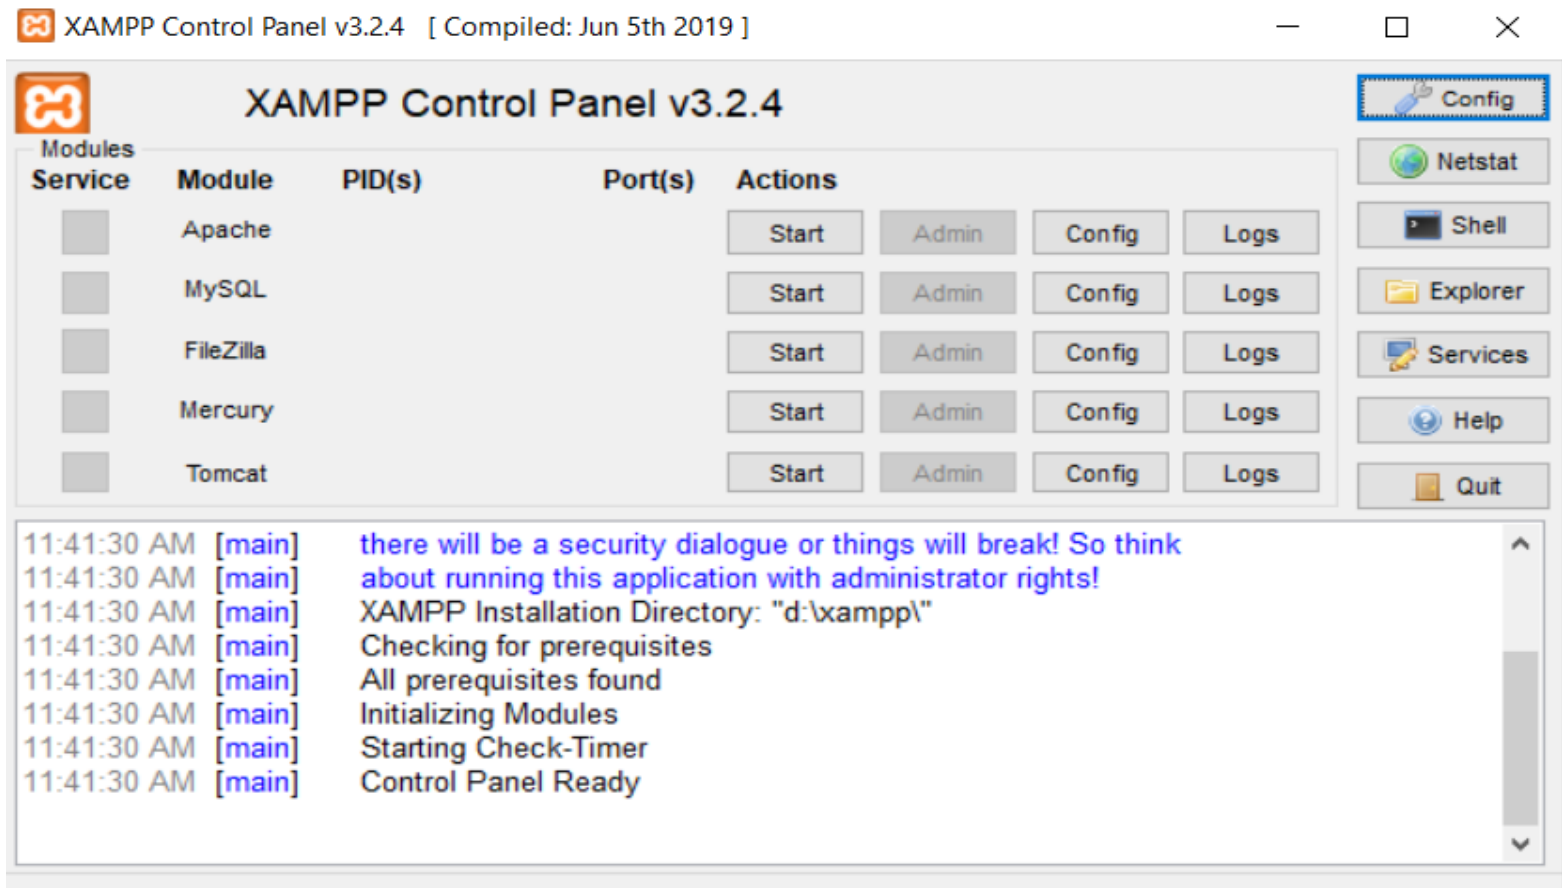 XAMPP Control Panel v3.2.4 [ Compiled: Jun 5th 2019 ]
XAMPP Control Panel v3.2.4
Config
Modules
Netstat
Service Module PID(s) Port(s) Actions
Apache Start Admin Config Logs
Shell
MySQL Start Admin Config Logs
Explorer
FileZilla Start Admin Config Logs
Services
Mercury Start Admin Config Logs
Help
Tomcat Start Admin Config Logs
Quit
11:41:30 AM [main] there will be a security dialogue or things will break! So think
11:41:30 AM [main] about running this application with administrator rights!
11:41:30 AM [main] XAMPP Installation Directory: "d:\xampp\"
11:41:30 AM [main] Checking for prerequisites
11:41:30 AM [main] All prerequisites found
11:41:30 AM [main] Initializing Modules
11:41:30 AM [main] Starting Check-Timer
11:41:30 AM [main] Control Panel Ready